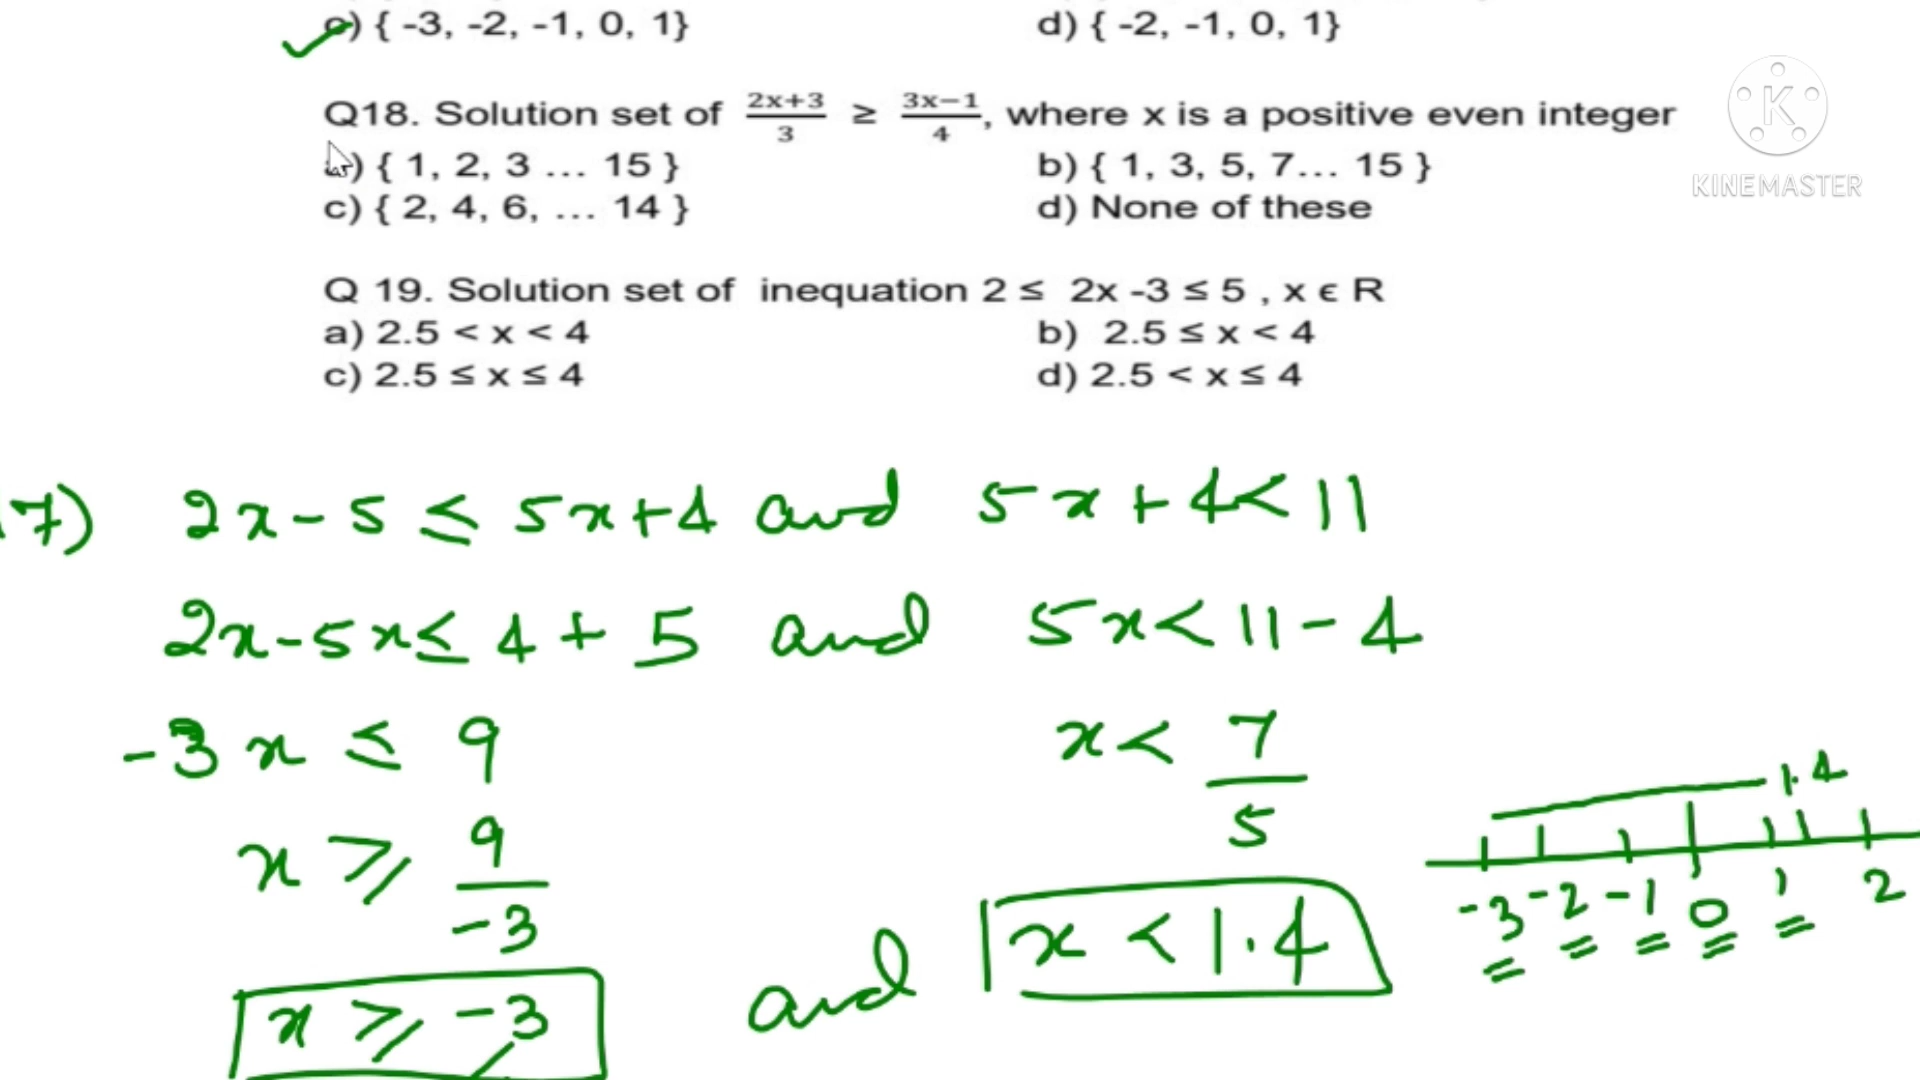 c) { -3, -2, -1, 0, 1}    d) { -2, -1, 0, 1}
Q18. Solution set of (2x+3)/3 ≥ (3x−1)/4, where x is a positive even integer
) { 1, 2, 3 ... 15 }    b) { 1, 3, 5, 7... 15 }
c) { 2, 4, 6, ... 14 }    d) None of these
KINEMASTER
Q 19. Solution set of inequation 2 ≤ 2x -3 ≤ 5 , x ϵ R
a) 2.5 < x < 4    b) 2.5 ≤ x < 4
c) 2.5 ≤ x ≤ 4    d) 2.5 < x ≤ 4
17) 2x - 5 ≤ 5x + 4 and 5x + 4 < 11
2x - 5x ≤ 4 + 5 and 5x < 11 - 4
-3x ≤ 9    x < 7/5
x ≥ 9/-3
x ≥ -3 and x < 1.4
1.4
-3 -2 -1 0 1 2